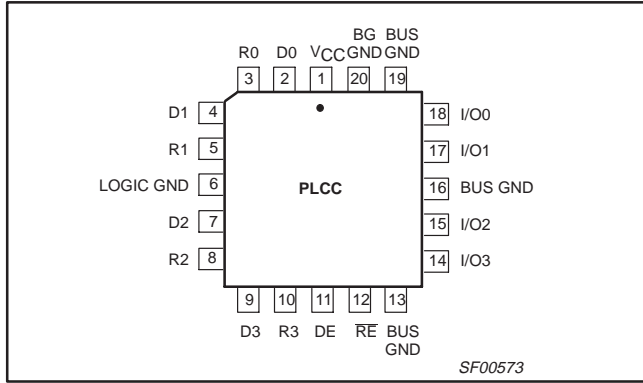 BG BUS
R0 D0 VCC GND GND
3 2 1 20 19
D1 4 18 I/O0
R1 5 17 I/O1
LOGIC GND 6 PLCC 16 BUS GND
D2 7 15 I/O2
R2 8 14 I/O3
9 10 11 12 13
D3 R3 DE R̅E̅ BUS
GND
SF00573